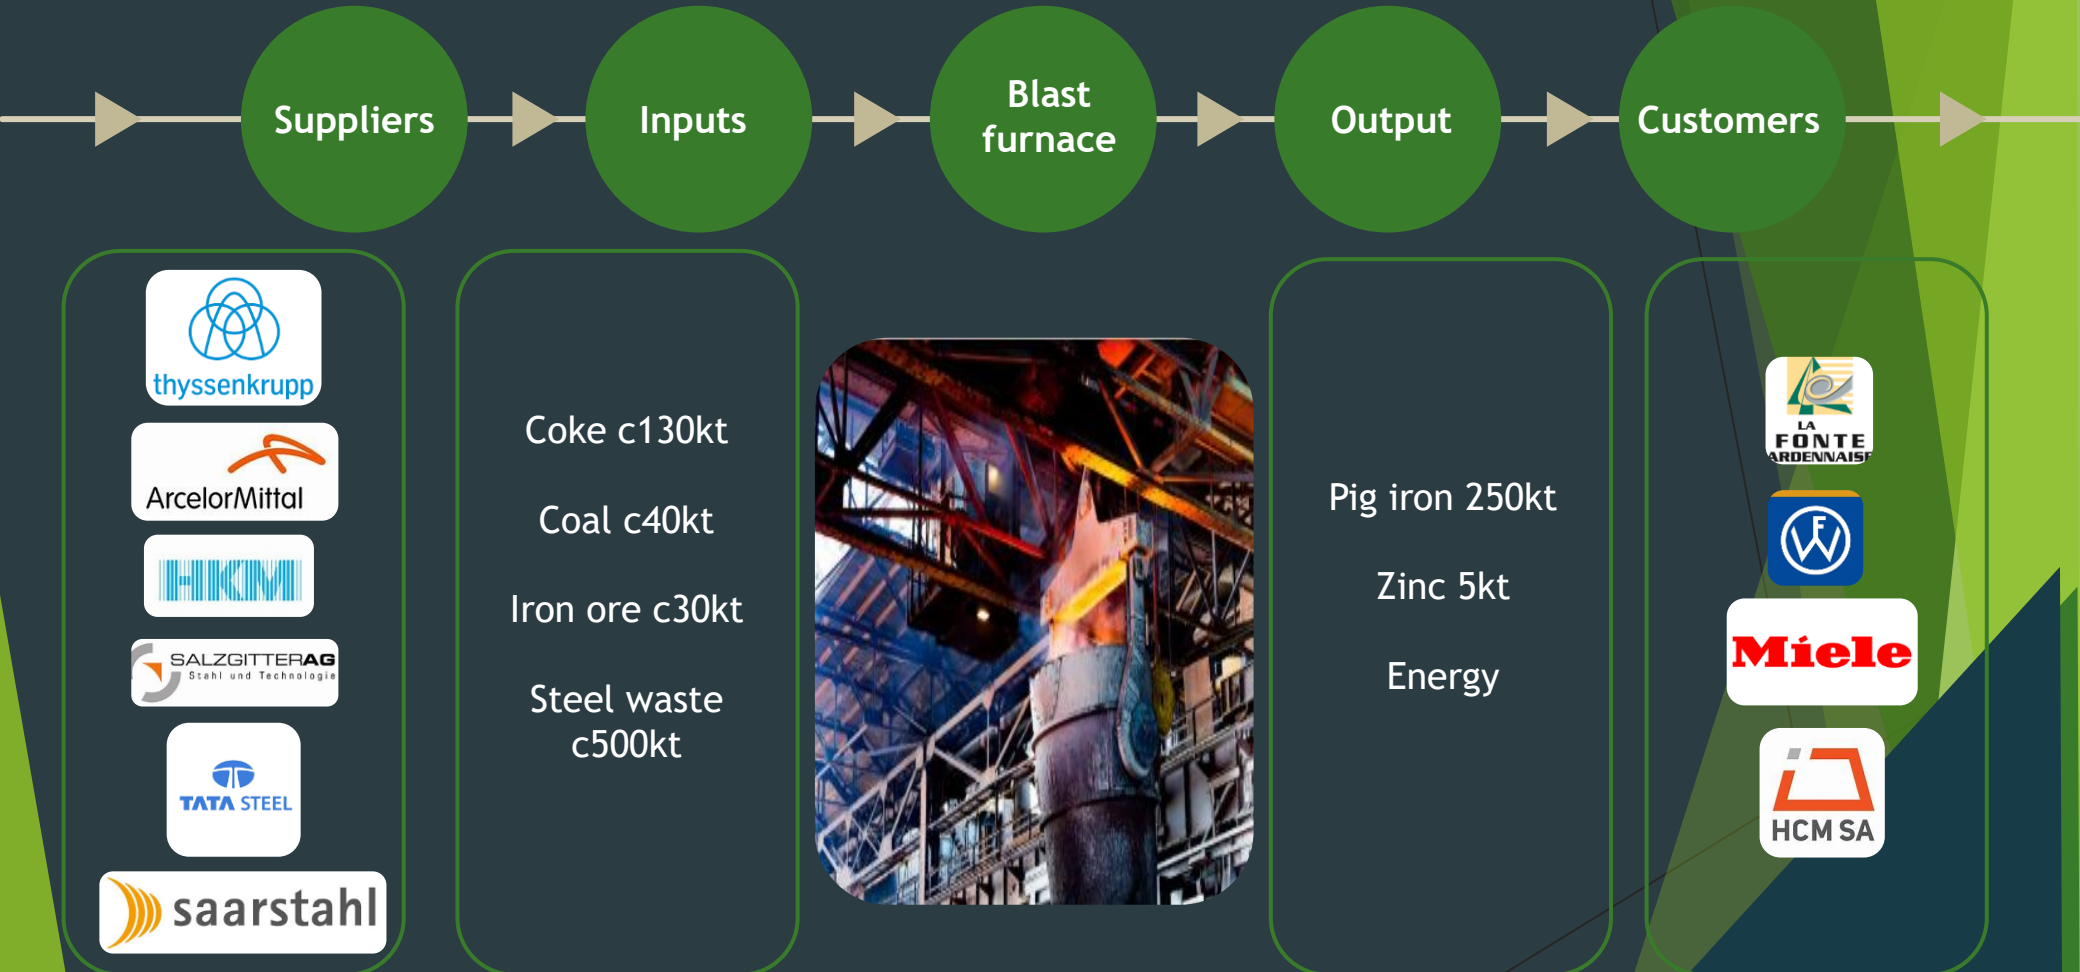 Suppliers
Inputs
Blast
furnace
Output
Customers
thyssenkrupp
ArcelorMittal
HKM
SALZGITTERAG
Stahl und Technologie
TATA STEEL
saarstahl
Coke c130kt
Coal c40kt
Iron ore c30kt
Steel waste
c500kt
Pig iron 250kt
Zinc 5kt
Energy
LA
FONTE
ARDENNAISE
FW
Miele
HCM SA